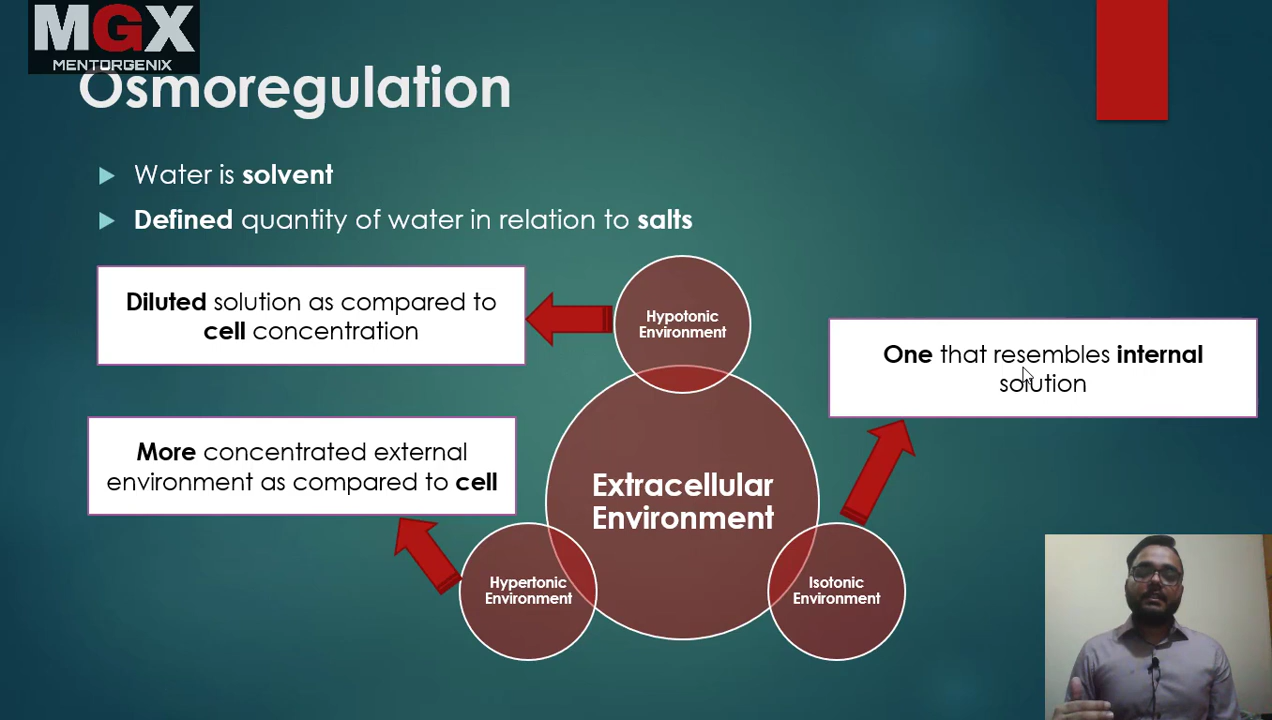 MGX
MENTORGENIX
Osmoregulation
Water is solvent
Defined quantity of water in relation to salts
Diluted solution as compared to
cell concentration
Hypotonic
Environment
One that resembles internal
solution
More concentrated external
environment as compared to cell
Extracellular
Environment
Hypertonic
Environment
Isotonic
Environment